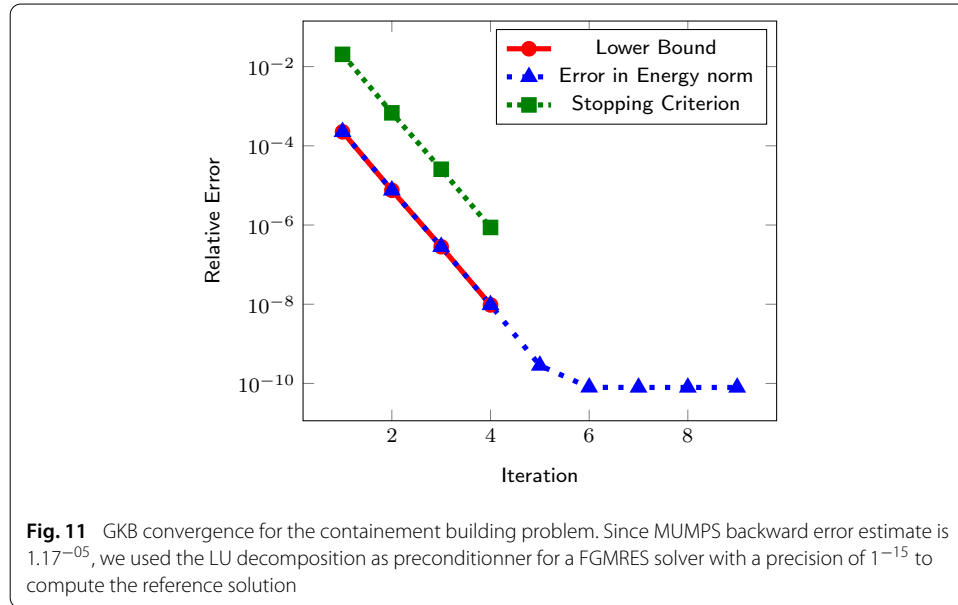 Lower Bound
Error in Energy norm
Stopping Criterion
10⁻²
10⁻⁴
10⁻⁶
10⁻⁸
10⁻¹⁰
Relative Error
2 4 6 8
Iteration
Fig. 11 GKB convergence for the containement building problem. Since MUMPS backward error estimate is
1.17⁻⁰⁵, we used the LU decomposition as preconditionner for a FGMRES solver with a precision of 1⁻¹⁵ to
compute the reference solution